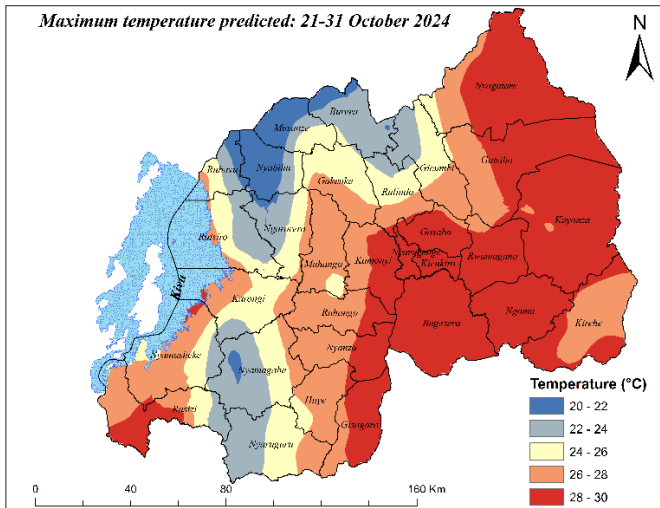 Maximum temperature predicted: 21-31 October 2024
N
Nyagatare
Burera
Musanze
Gatsibo
Gicumbi
Rubavu
Nyabihu
Gakenke
Rulindo
Kayonza
Ngororero
Rutsiro
Gasabo
Nyarugenge
Kicukiro
Rwamagana
Kamonyi
Muhanga
Kivu
Karongi
Ngoma
Bugesera
Kirehe
Ruhango
Nyanza
Nyamasheke
Nyamagabe
Huye
Rusizi
Gisagara
Nyaruguru
Temperature (°C)
20 - 22
22 - 24
24 - 26
26 - 28
28 - 30
0 40 80 160 Km